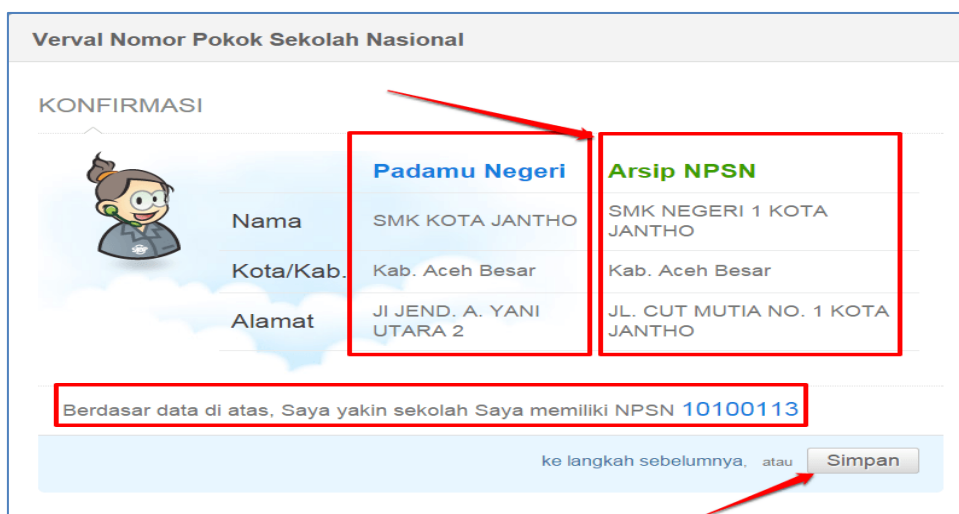 Verval Nomor Pokok Sekolah Nasional
KONFIRMASI
Padamu Negeri Arsip NPSN
Nama SMK KOTA JANTHO SMK NEGERI 1 KOTA
JANTHO
Kota/Kab. Kab. Aceh Besar Kab. Aceh Besar
Alamat Jl JEND. A. YANI JL. CUT MUTIA NO. 1 KOTA
UTARA 2 JANTHO
Berdasar data di atas, Saya yakin sekolah Saya memiliki NPSN 10100113
ke langkah sebelumnya, atau Simpan